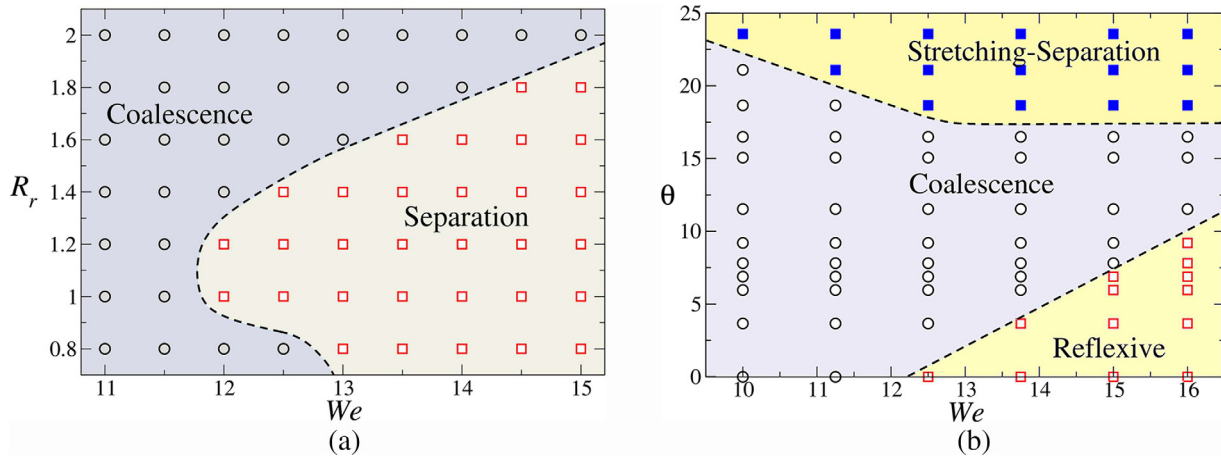 2
1.8
1.6
1.4
1.2
1
0.8
R_r
Coalescence
Separation
11 12 13 14 15
We
(a)
25
20
15
10
5
0
θ
Stretching-Separation
Coalescence
Reflexive
10 11 12 13 14 15 16
We
(b)